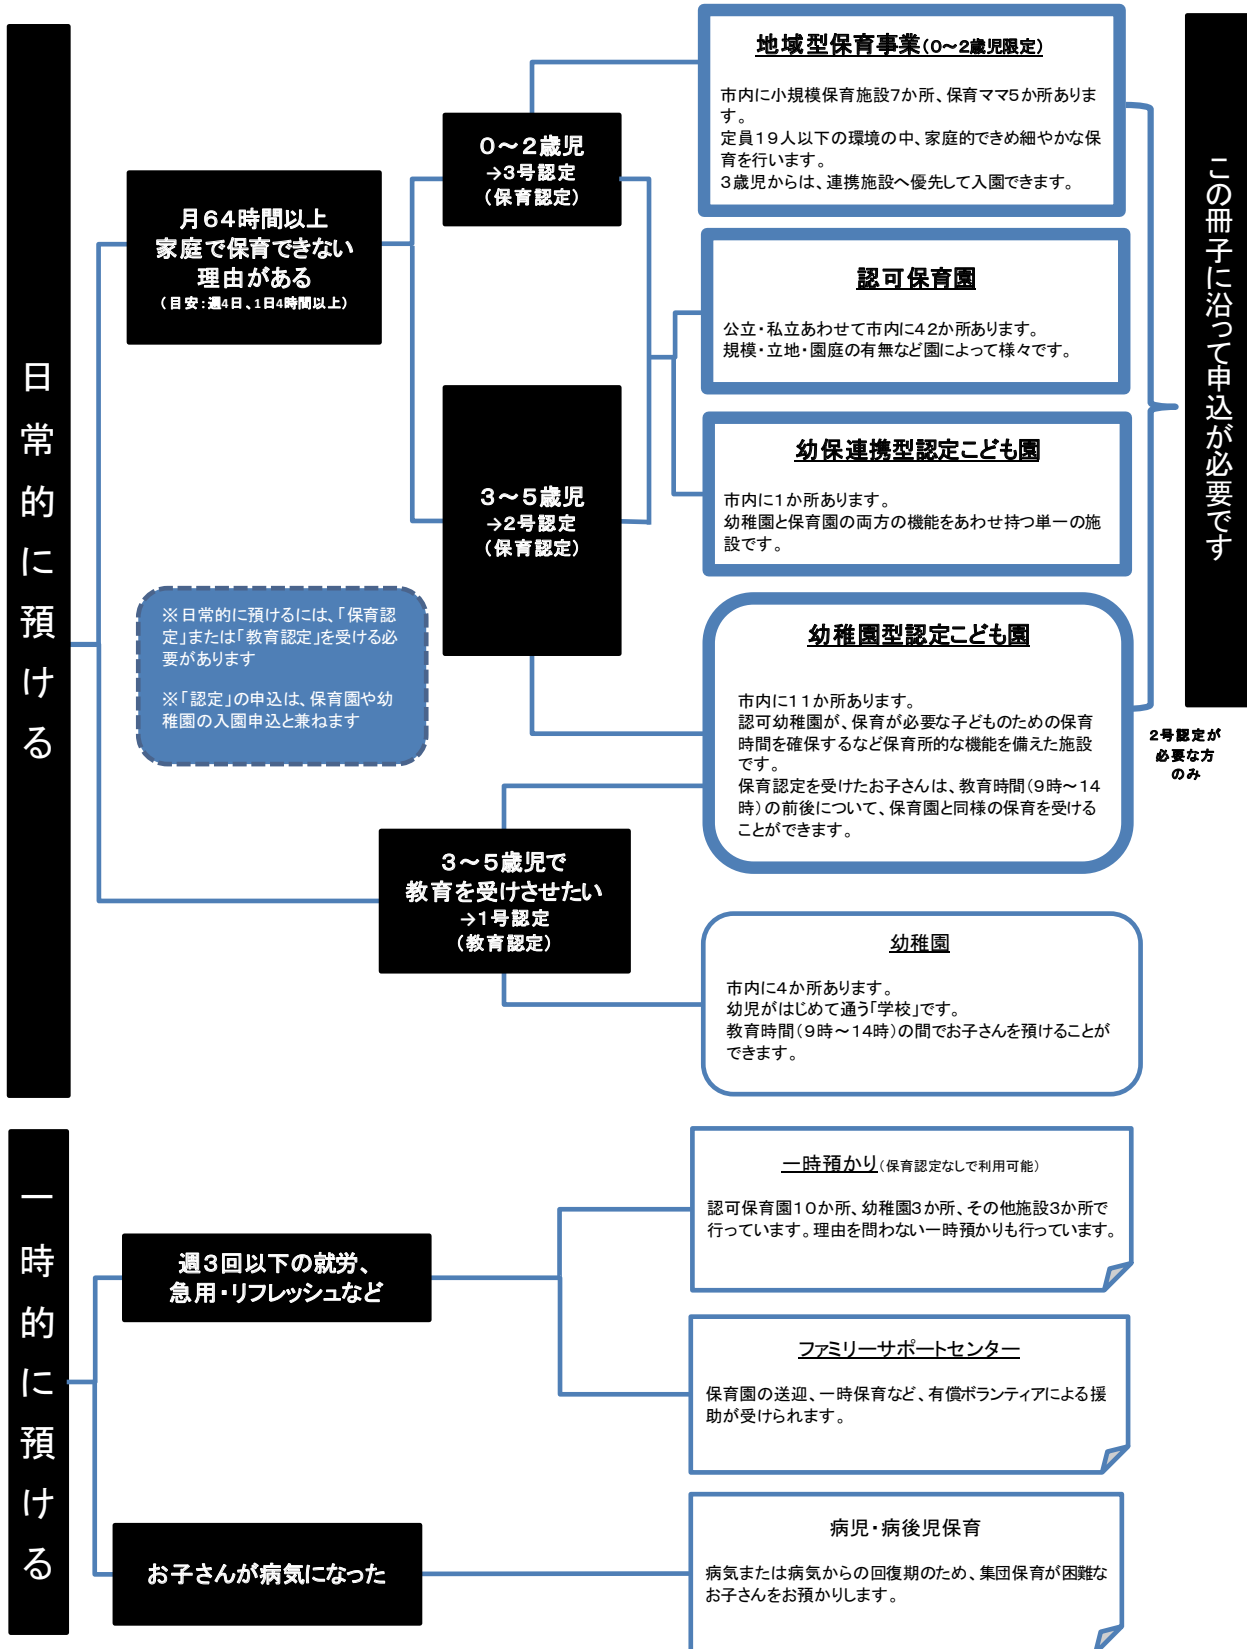 日常的に預ける
月64時間以上
家庭で保育できない
理由がある
(目安:週4日、1日4時間以上)
0~2歳児
→3号認定
(保育認定)
3~5歳児
→2号認定
(保育認定)
※日常的に預けるには、「保育認
定」または「教育認定」を受ける必
要があります
※「認定」の申込は、保育園や幼
稚園の入園申込と兼ねます
3~5歳児で
教育を受けさせたい
→1号認定
(教育認定)
地域型保育事業(0~2歳児限定)
市内に小規模保育施設7か所、保育ママ5か所ありま
す。
定員19人以下の環境の中、家庭的できめ細やかな保
育を行います。
3歳児からは、連携施設へ優先して入園できます。
認可保育園
公立・私立あわせて市内に42か所あります。
規模・立地・園庭の有無など園によって様々です。
幼保連携型認定こども園
市内に1か所あります。
幼稚園と保育園の両方の機能をあわせ持つ単一の施
設です。
幼稚園型認定こども園
市内に11か所あります。
認可幼稚園が、保育が必要な子どものための保育
時間を確保するなど保育所的な機能を備えた施設
です。
保育認定を受けたお子さんは、教育時間(9時~14
時)の前後について、保育園と同様の保育を受ける
ことができます。
幼稚園
市内に4か所あります。
幼児がはじめて通う「学校」です。
教育時間(9時~14時)の間でお子さんを預けることが
できます。
この冊子に沿って申込が必要です
2号認定が
必要な方
のみ
一時的に預ける
週3回以下の就労、
急用・リフレッシュなど
お子さんが病気になった
一時預かり(保育認定なしで利用可能)
認可保育園10か所、幼稚園3か所、その他施設3か所で
行っています。理由を問わない一時預かりも行っています。
ファミリーサポートセンター
保育園の送迎、一時保育など、有償ボランティアによる援
助が受けられます。
病児・病後児保育
病気または病気からの回復期のため、集団保育が困難な
お子さんをお預かりします。